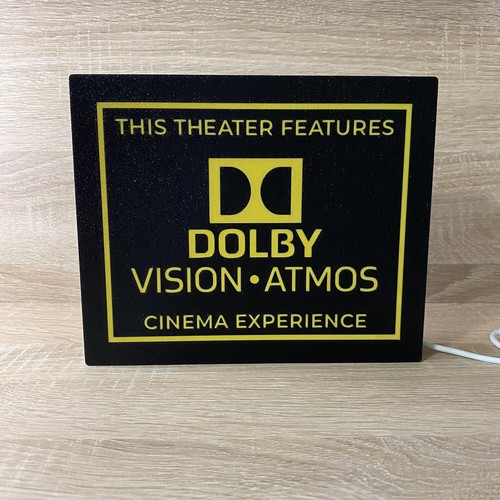 THIS THEATER FEATURES
DOLBY
VISION • ATMOS
CINEMA EXPERIENCE